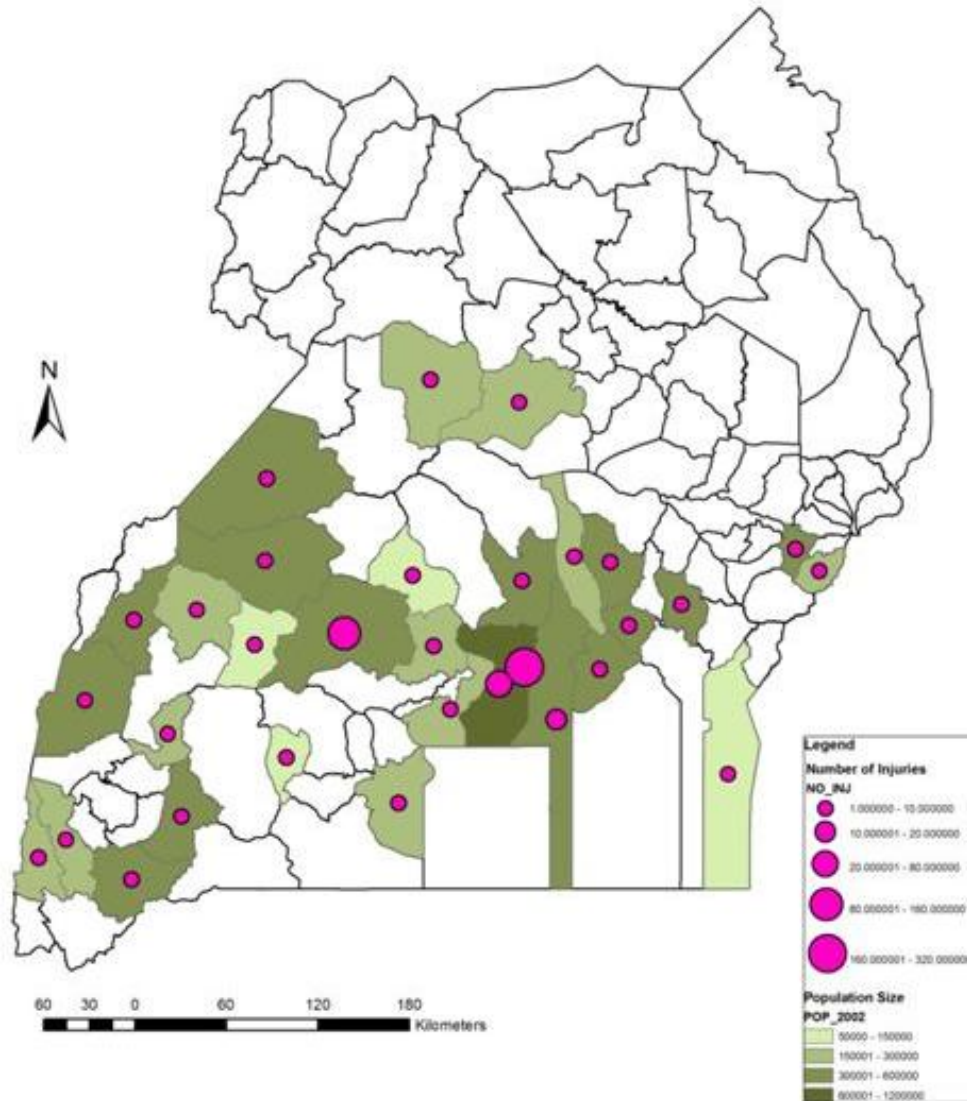 N
60 30 0 60 120 180
Kilometers
Legend
Number of Injuries
NO_INJ
1.000000 - 10.000000
10.000001 - 20.000000
20.000001 - 80.000000
80.000001 - 160.000000
160.000001 - 320.000000
Population Size
POP_2002
50000 - 150000
150001 - 300000
300001 - 600000
600001 - 1200000